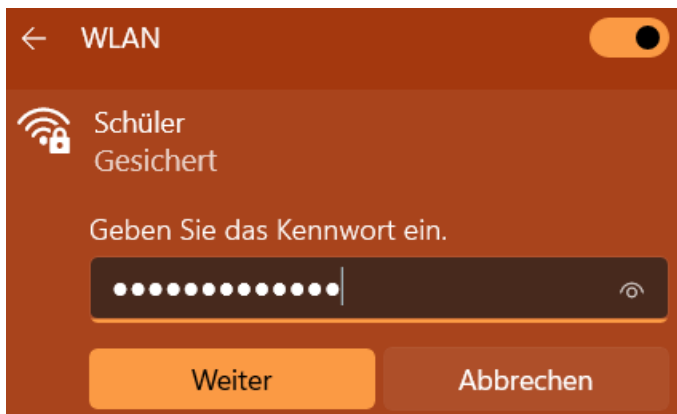 WLAN
Schüler
Gesichert
Geben Sie das Kennwort ein.
•••••••••••••
Weiter Abbrechen